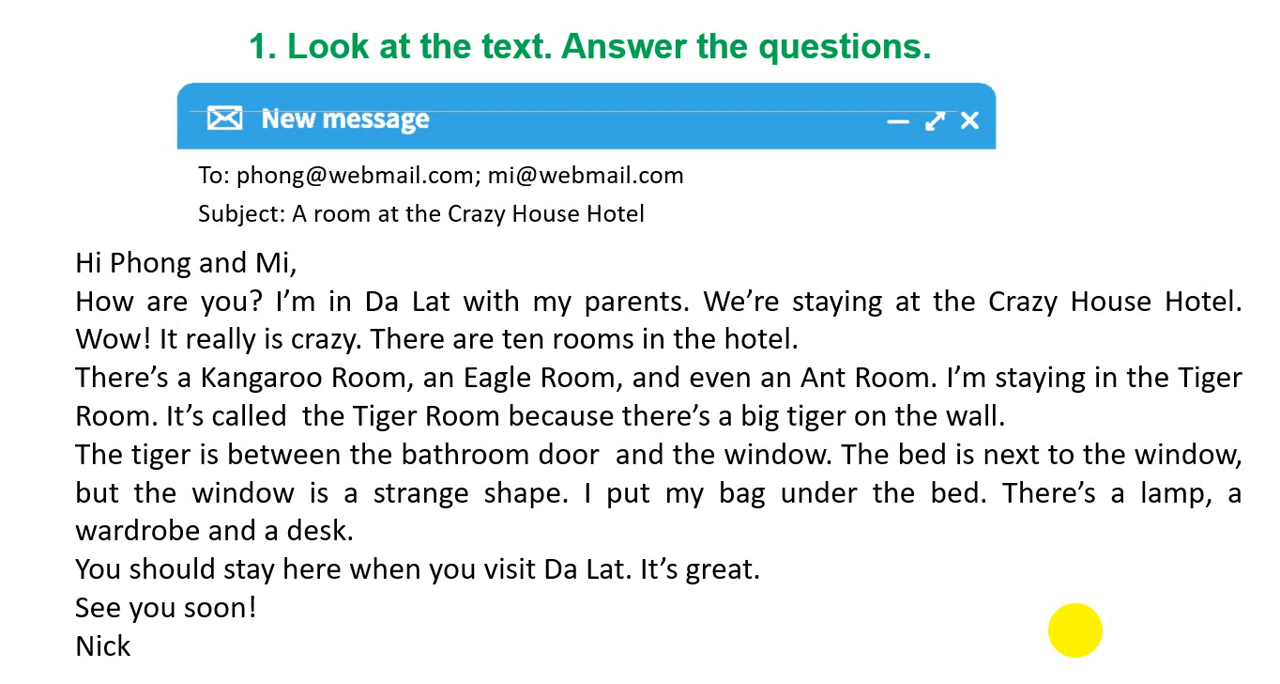 1. Look at the text. Answer the questions.
New message
To: phong@webmail.com; mi@webmail.com
Subject: A room at the Crazy House Hotel
Hi Phong and Mi,
How are you? I’m in Da Lat with my parents. We’re staying at the Crazy House Hotel.
Wow! It really is crazy. There are ten rooms in the hotel.
There’s a Kangaroo Room, an Eagle Room, and even an Ant Room. I’m staying in the Tiger
Room. It’s called the Tiger Room because there’s a big tiger on the wall.
The tiger is between the bathroom door and the window. The bed is next to the window,
but the window is a strange shape. I put my bag under the bed. There’s a lamp, a
wardrobe and a desk.
You should stay here when you visit Da Lat. It’s great.
See you soon!
Nick